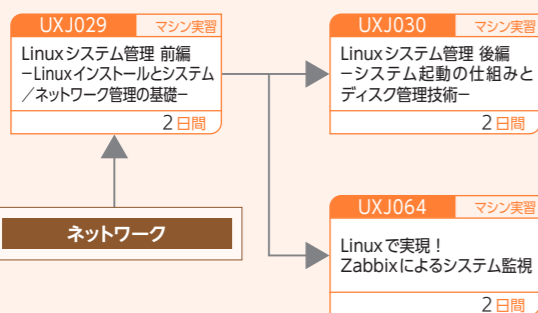 UXJ029 マシン実習
Linuxシステム管理 前編
−Linuxインストールとシステム
／ネットワーク管理の基礎−
2日間
UXJ030 マシン実習
Linuxシステム管理 後編
−システム起動の仕組みと
ディスク管理技術−
2日間
ネットワーク
UXJ064 マシン実習
Linuxで実現！
Zabbixによるシステム監視
2日間